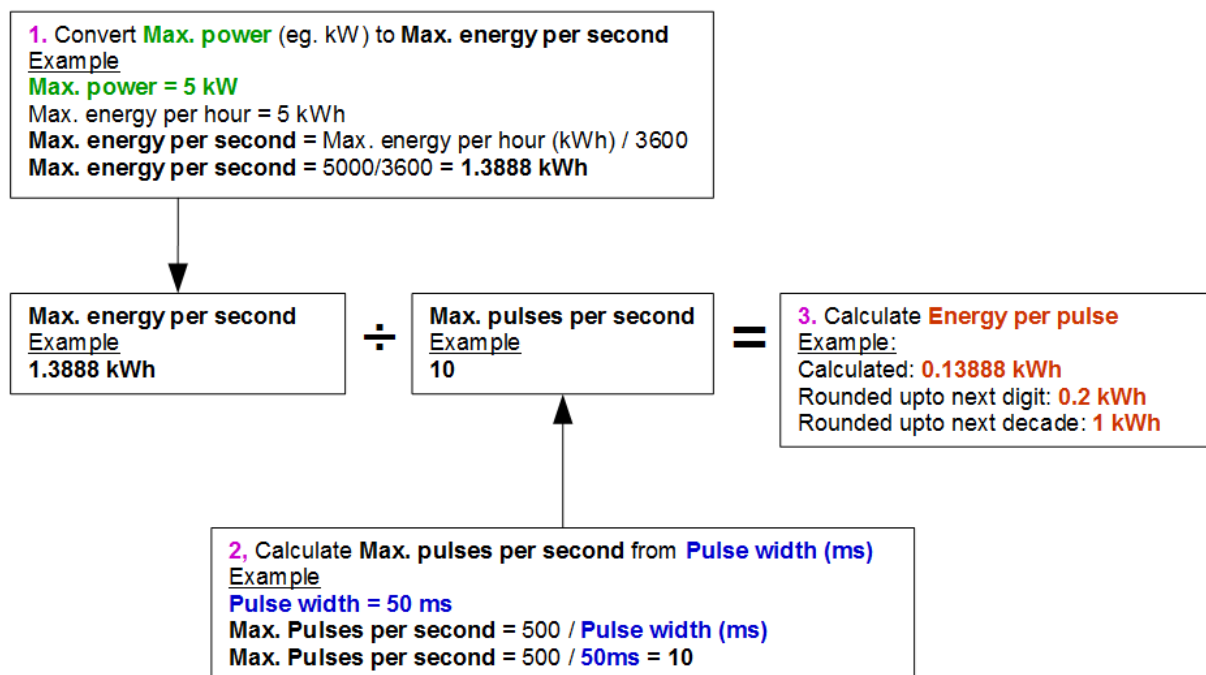 1. Convert Max. power (eg. kW) to Max. energy per second
Example
Max. power = 5 kW
Max. energy per hour = 5 kWh
Max. energy per second = Max. energy per hour (kWh) / 3600
Max. energy per second = 5000/3600 = 1.3888 kWh
Max. energy per second
Example
1.3888 kWh
÷
Max. pulses per second
Example
10
=
3. Calculate Energy per pulse
Example:
Calculated: 0.13888 kWh
Rounded upto next digit: 0.2 kWh
Rounded upto next decade: 1 kWh
2, Calculate Max. pulses per second from Pulse width (ms)
Example
Pulse width = 50 ms
Max. Pulses per second = 500 / Pulse width (ms)
Max. Pulses per second = 500 / 50ms = 10